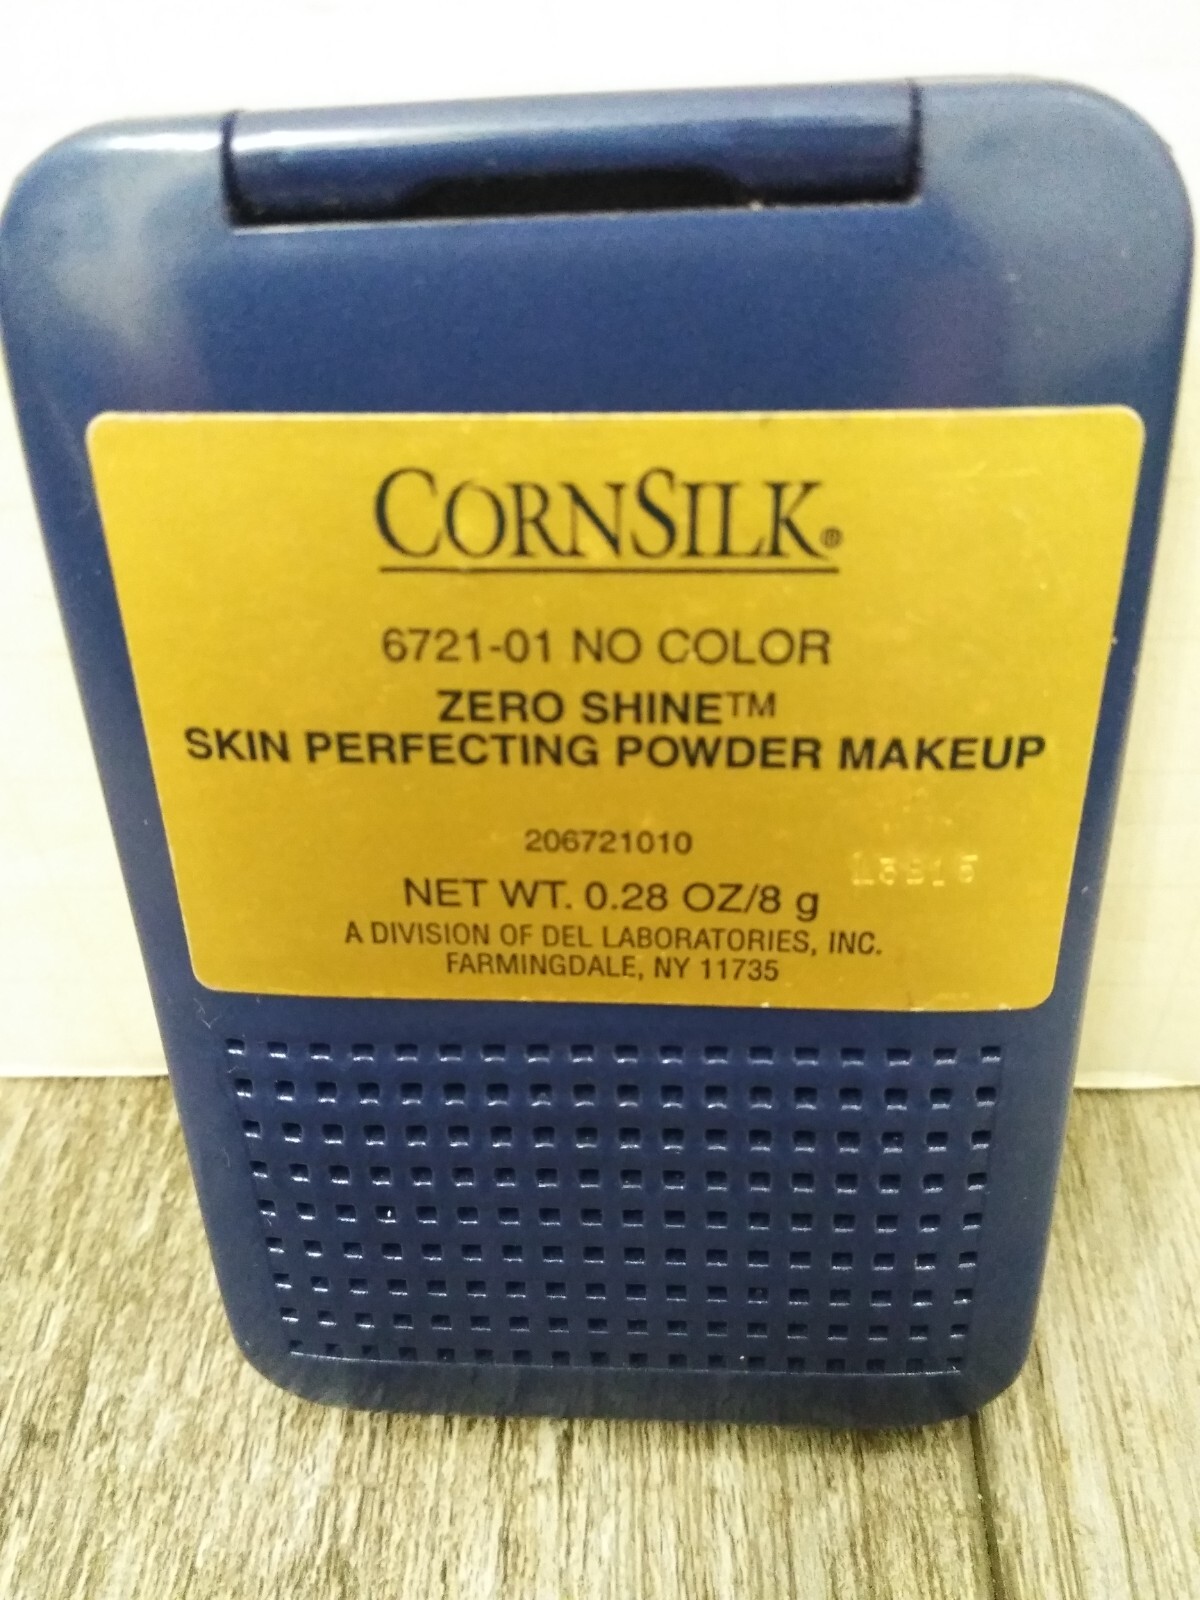 CORNSILK®
6721-01 NO COLOR
ZERO SHINE™
SKIN PERFECTING POWDER MAKEUP
206721010
NET WT. 0.28 OZ/8 g
A DIVISION OF DEL LABORATORIES, INC.
FARMINGDALE, NY 11735